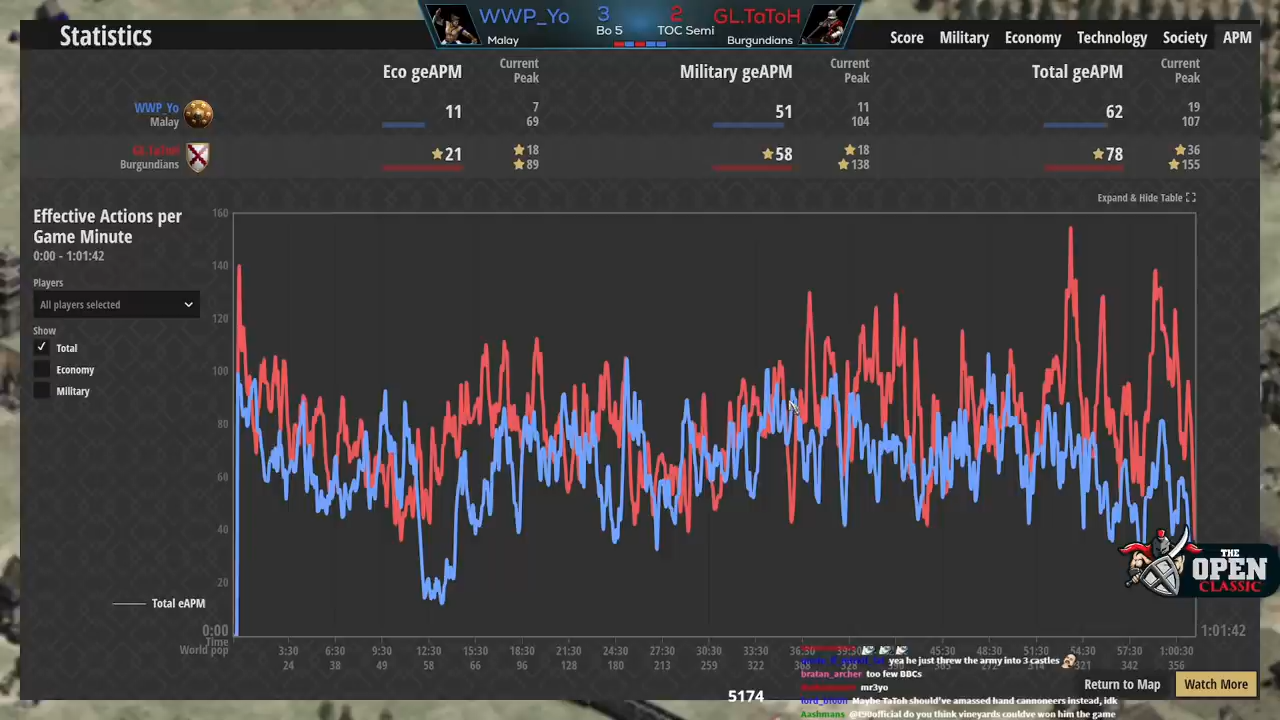 WWP_Yo 3 2 GL.TaToH
Bo 5 TOC Semi
Malay Burgundians
Statistics
Score Military Economy Technology Society APM
Eco geAPM Current Peak Military geAPM Current Peak Total geAPM Current Peak
WWP_Yo
Malay
11 7 69 51 11 104 62 19 107
GL.TaToH
Burgundians
21 18 89 58 18 138 78 36 155
Expand & Hide Table
Effective Actions per
Game Minute
0:00 - 1:01:42
Players
All players selected
Show
Total
Economy
Military
160
140
120
100
80
60
40
20
Total eAPM
0:00 1:01:42
Time 3:30 6:30 9:30 12:30 15:30 18:30 21:30 24:30 27:30 30:30 33:30 36:30 39:30 45:30 48:30 51:30 54:30 57:30 1:00:30
World pop 24 38 49 58 66 96 128 180 213 259 322 342 356
THE
OPEN
CLASSIC
yea he just threw the army into 3 castles
bratan_archer too few BBCs
mr3yo
Maybe TaToh should've amassed hand cannoneers instead, idk
Aashmans @t90official do you think vineyards couldve won him the game
5174
Return to Map Watch More